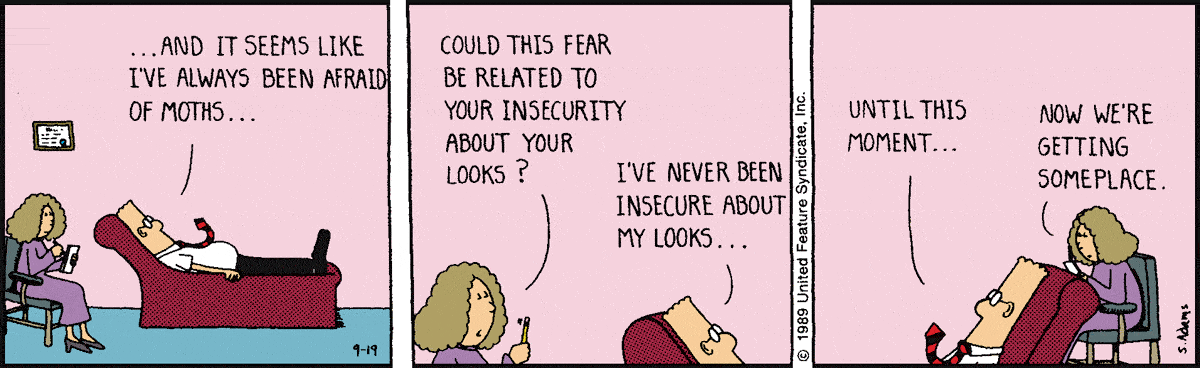 ...AND IT SEEMS LIKE
I'VE ALWAYS BEEN AFRAID
OF MOTHS...
9-19
COULD THIS FEAR
BE RELATED TO
YOUR INSECURITY
ABOUT YOUR
LOOKS?
I'VE NEVER BEEN
INSECURE ABOUT
MY LOOKS...
© 1989 United Feature Syndicate, Inc.
UNTIL THIS
MOMENT...
NOW WE'RE
GETTING
SOMEPLACE.
S. Adams